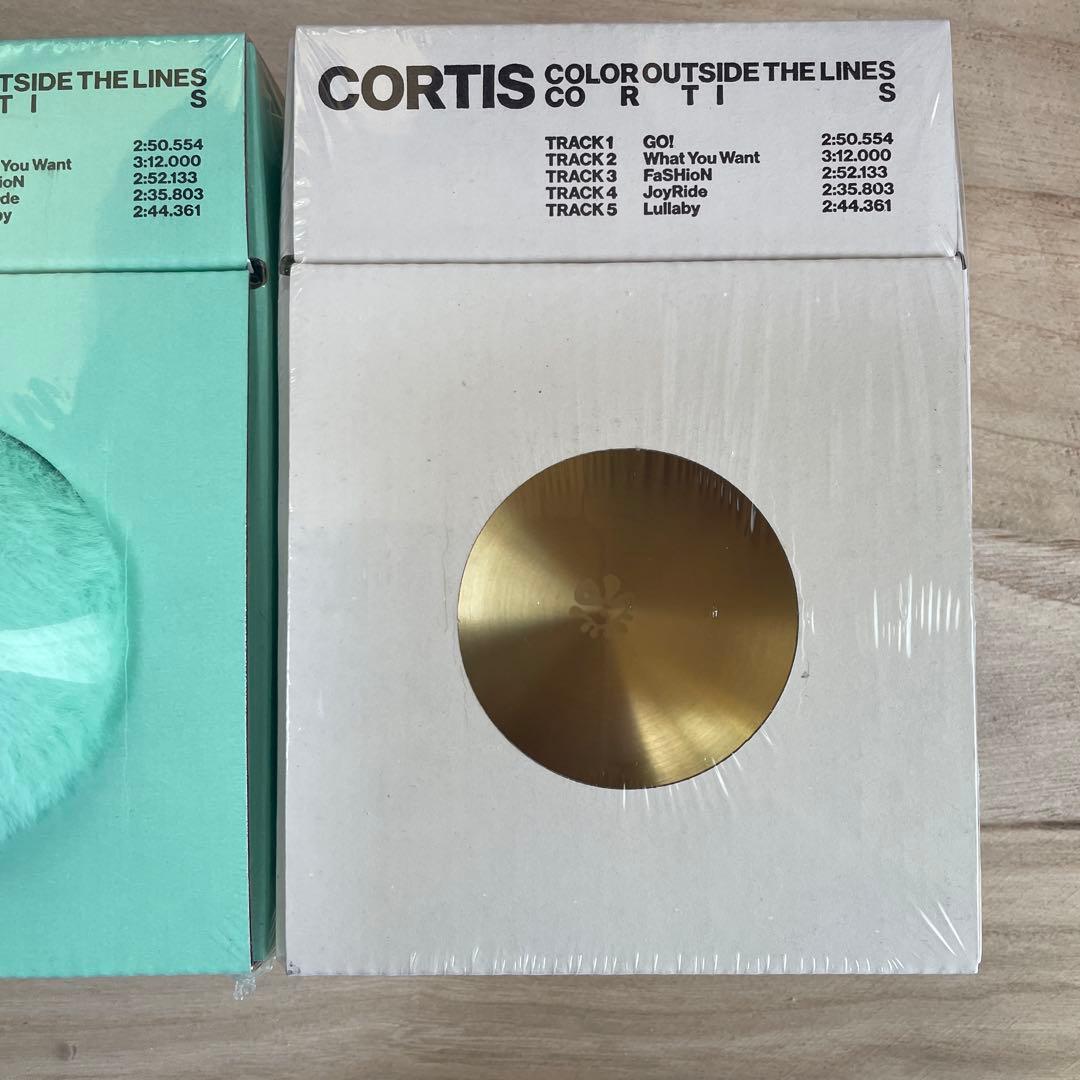 TSIDE THE LINES
T I S
2:50.554
You Want 3:12.000
ioN 2:52.133
de 2:35.803
by 2:44.361
CORTIS COLOR OUTSIDE THE LINES
CO R T I S
TRACK 1 GO! 2:50.554
TRACK 2 What You Want 3:12.000
TRACK 3 FaSHioN 2:52.133
TRACK 4 JoyRide 2:35.803
TRACK 5 Lullaby 2:44.361